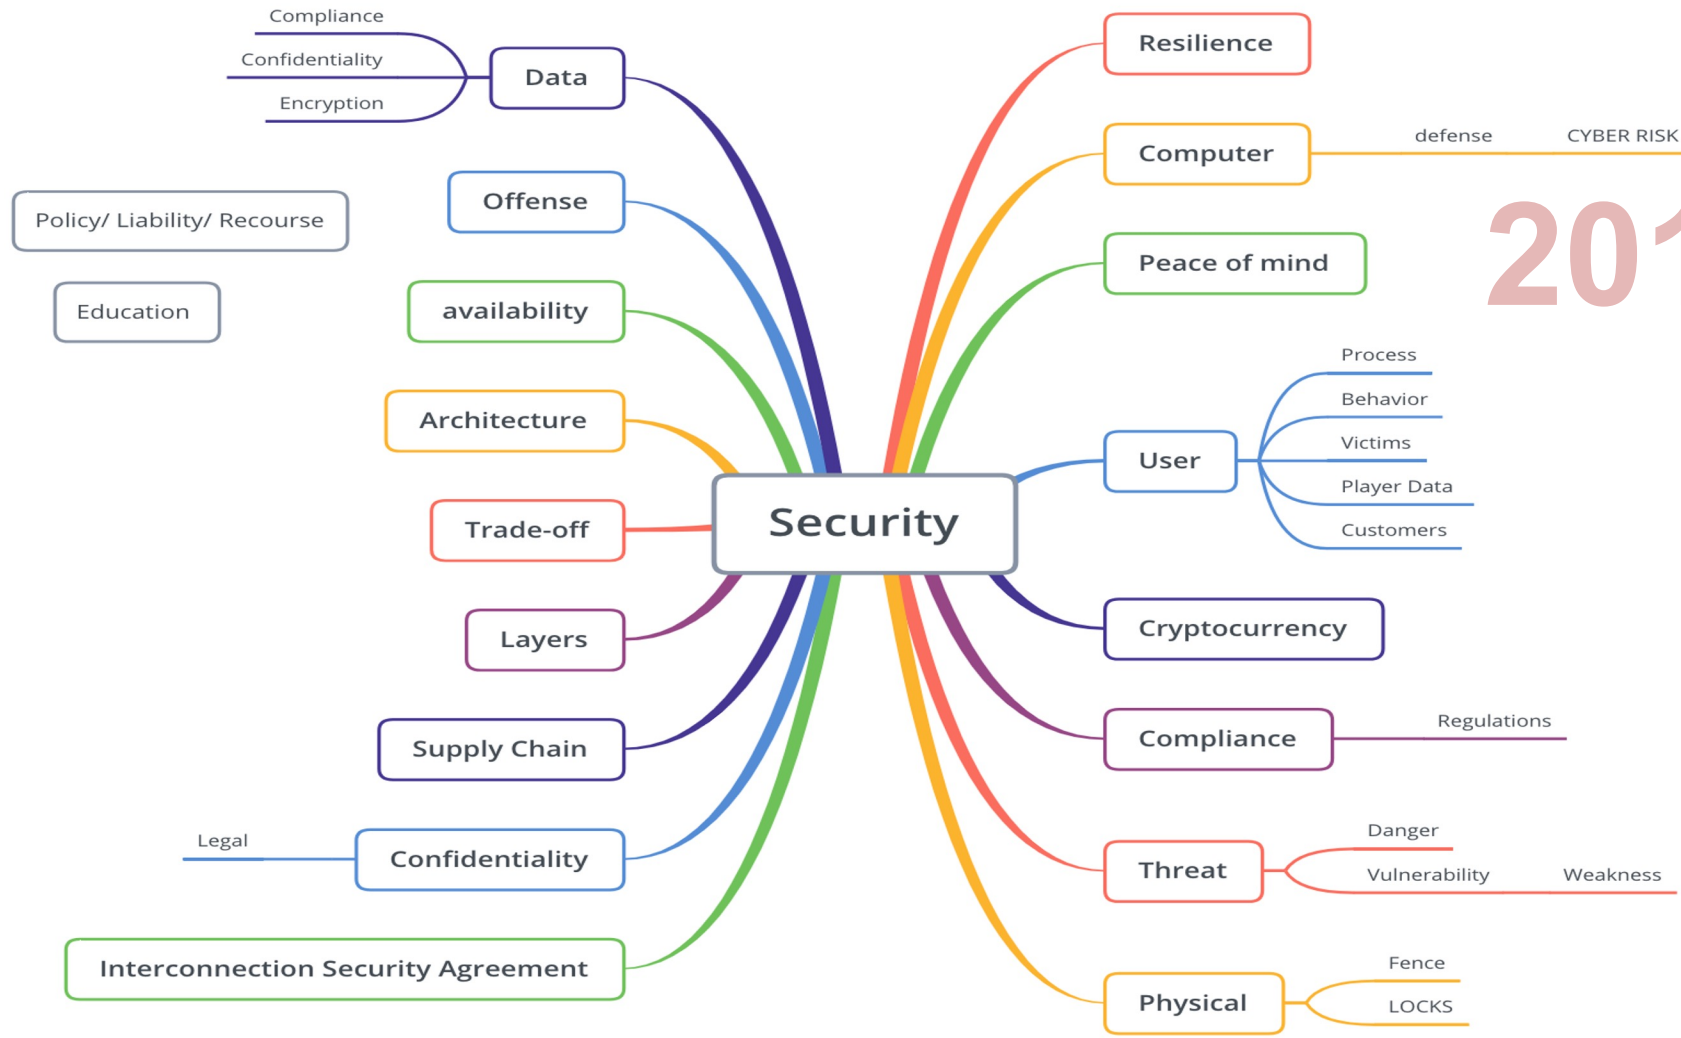 Compliance
Confidentiality
Encryption
Data
Offense
Policy/ Liability/ Recourse
Education
availability
Architecture
Trade-off
Layers
Supply Chain
Legal
Confidentiality
Interconnection Security Agreement
Security
Resilience
Computer
defense
CYBER RISK
Peace of mind
User
Process
Behavior
Victims
Player Data
Customers
Cryptocurrency
Compliance
Regulations
Threat
Danger
Vulnerability
Weakness
Physical
Fence
LOCKS